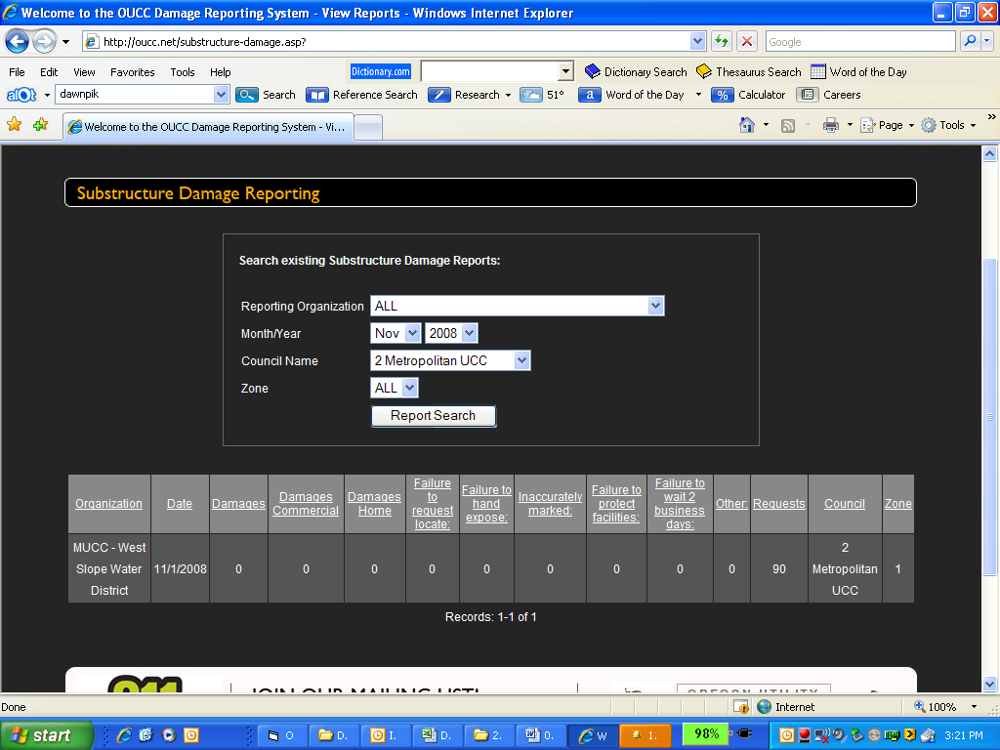 Welcome to the OUCC Damage Reporting System - View Reports - Windows Internet Explorer
http://oucc.net/substructure-damage.asp?
Google
File Edit View Favorites Tools Help
Dictionary.com
Dictionary Search Thesaurus Search Word of the Day
dawnpik
Search Reference Search Research 51° Word of the Day Calculator Careers
Welcome to the OUCC Damage Reporting System - Vi...
Page Tools
Substructure Damage Reporting
Search existing Substructure Damage Reports:
Reporting Organization ALL
Month/Year Nov 2008
Council Name 2 Metropolitan UCC
Zone ALL
Report Search
Organization Date Damages Damages Commercial Damages Home Failure to request locate: Failure to hand expose: Inaccurately marked: Failure to protect facilities: Failure to wait 2 business days: Other: Requests Council Zone
MUCC - West Slope Water District 11/1/2008 0 0 0 0 0 0 0 0 0 90 2 Metropolitan UCC 1
Records: 1-1 of 1
811
JOIN OUR MAILING LIST!
OREGON UTILITY
Done Internet 100%
start O D. I. D. 2. 0. W 1. 98% 3:21 PM